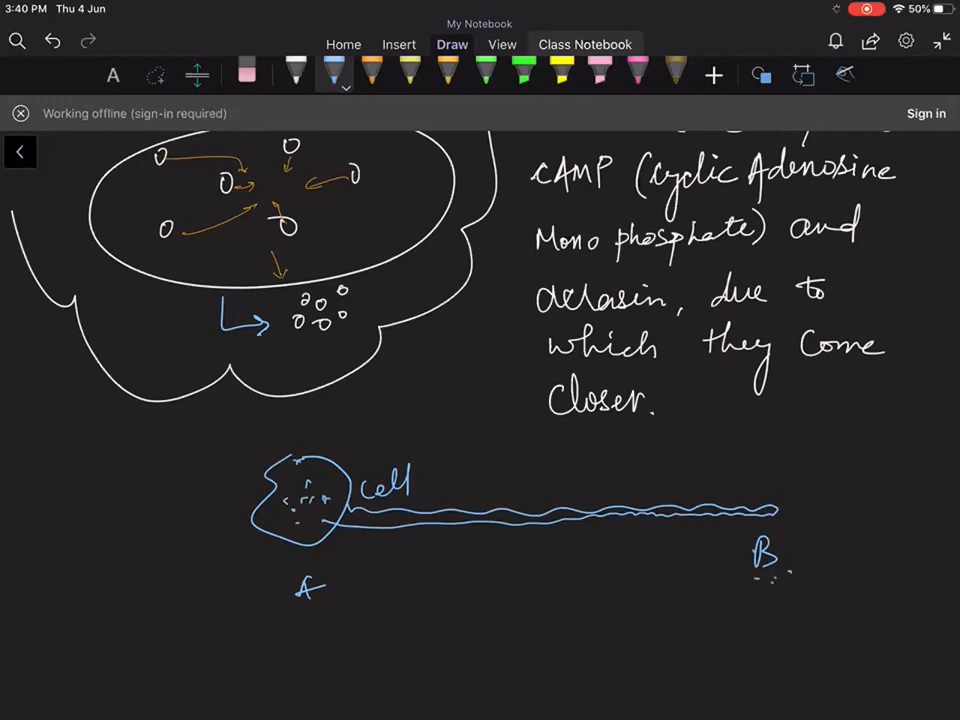 3:40 PM Thu 4 Jun
50%
My Notebook
Home Insert Draw View Class Notebook
A
Working offline (sign-in required)
Sign in
cAMP (cyclic Adenosine
Mono phosphate) and
due to
which they come
closer.
cell
A
B